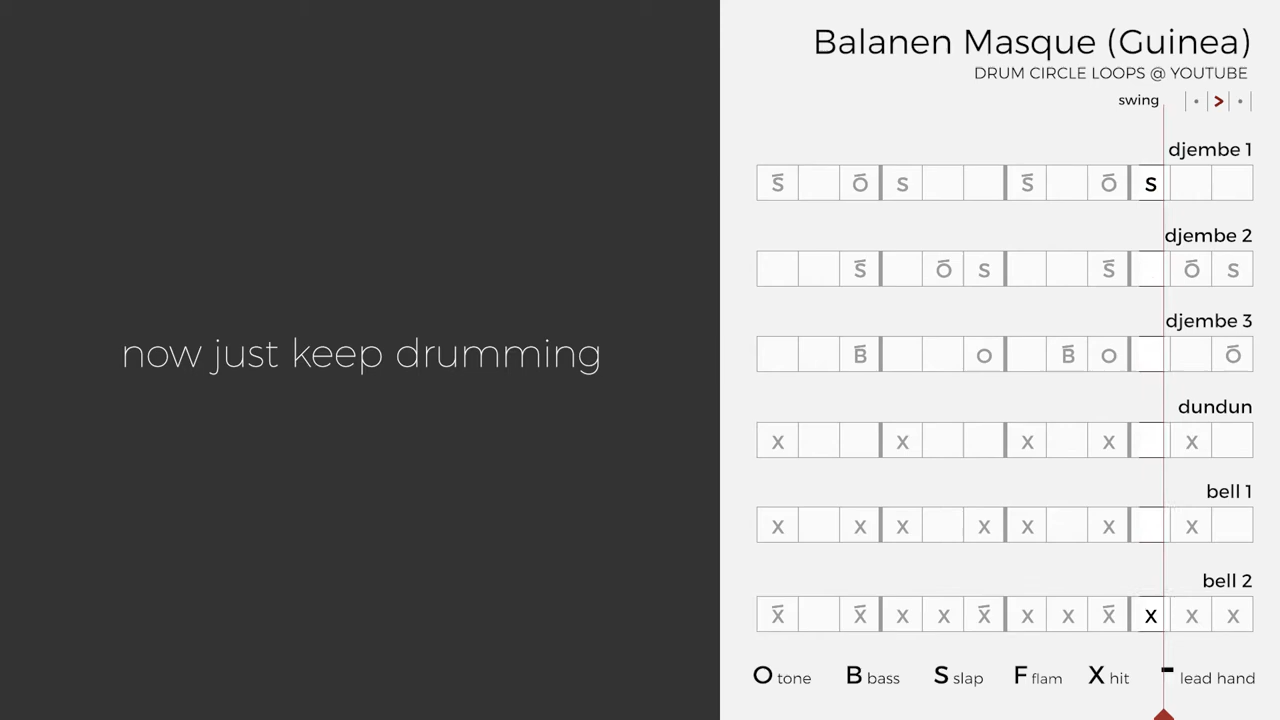 now just keep drumming
Balanen Masque (Guinea)
DRUM CIRCLE LOOPS @ YOUTUBE
swing | • | > | • |
djembe 1
S̄ Ō S S̄ Ō S
djembe 2
S̄ Ō S S̄ Ō S
djembe 3
B̄ O B̄ O Ō
dundun
X X X X X
bell 1
X X X X X X X
bell 2
X̄ X̄ X X X̄ X X X̄ X X X
O tone B bass S slap F flam X hit - lead hand